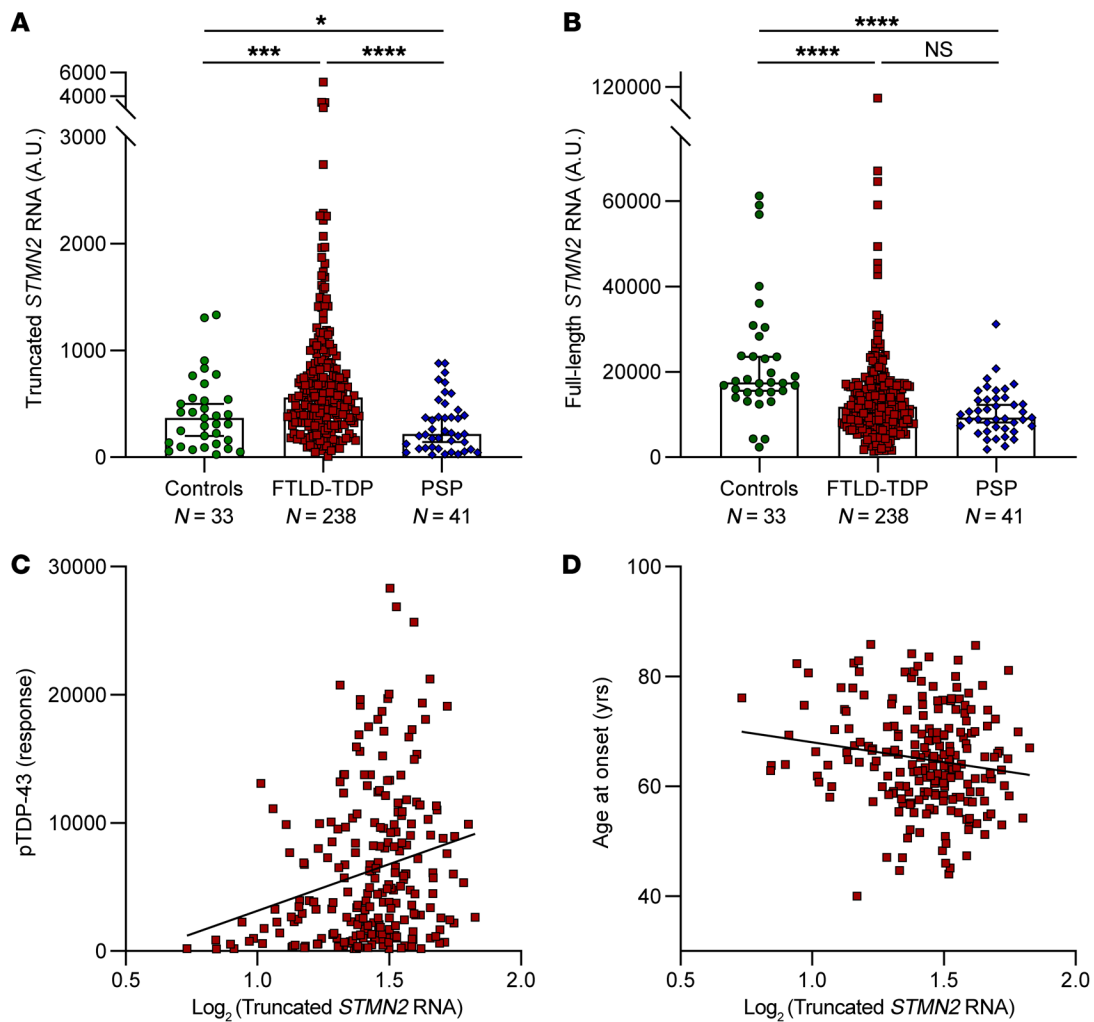 A
*
***
****
Truncated STMN2 RNA (A.U.)
6000
4000
3000
2000
1000
0
Controls
FTLD-TDP
PSP
N = 33
N = 238
N = 41
B
****
****
NS
Full-length STMN2 RNA (A.U.)
120000
60000
40000
20000
0
Controls
FTLD-TDP
PSP
N = 33
N = 238
N = 41
C
pTDP-43 (response)
30000
20000
10000
0
0.5
1.0
1.5
2.0
Log2 (Truncated STMN2 RNA)
D
Age at onset (yrs)
100
80
60
40
0.5
1.0
1.5
2.0
Log2 (Truncated STMN2 RNA)